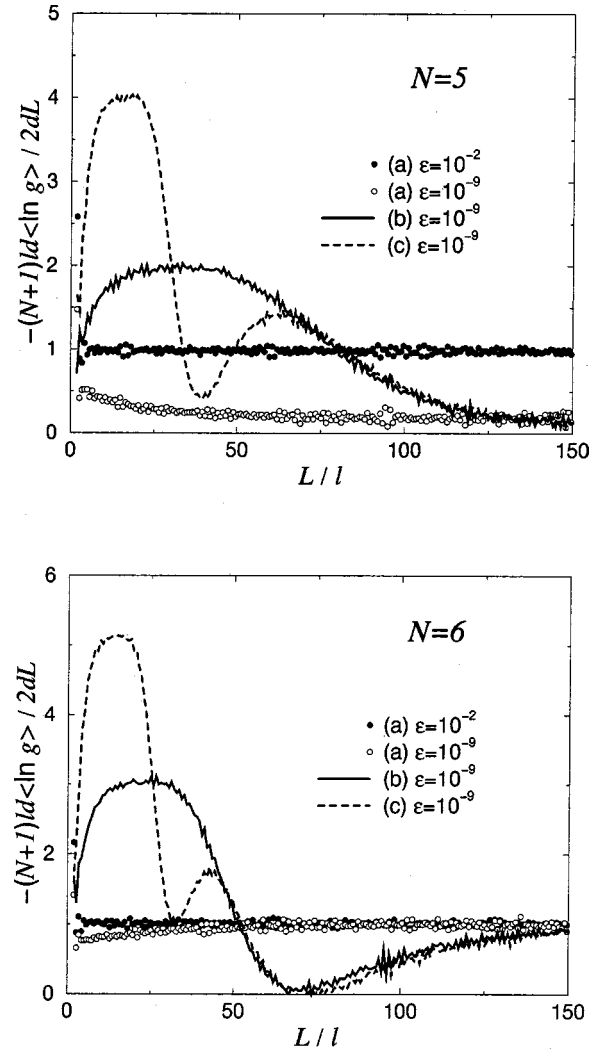 5
4
3
2
1
0
−(N+1)ld<ln g> / 2dL
N=5
(a) ε=10⁻²
(a) ε=10⁻⁹
(b) ε=10⁻⁹
(c) ε=10⁻⁹
0 50 100 150
L / l
6
4
2
0
−(N+1)ld<ln g> / 2dL
N=6
(a) ε=10⁻²
(a) ε=10⁻⁹
(b) ε=10⁻⁹
(c) ε=10⁻⁹
0 50 100 150
L / l